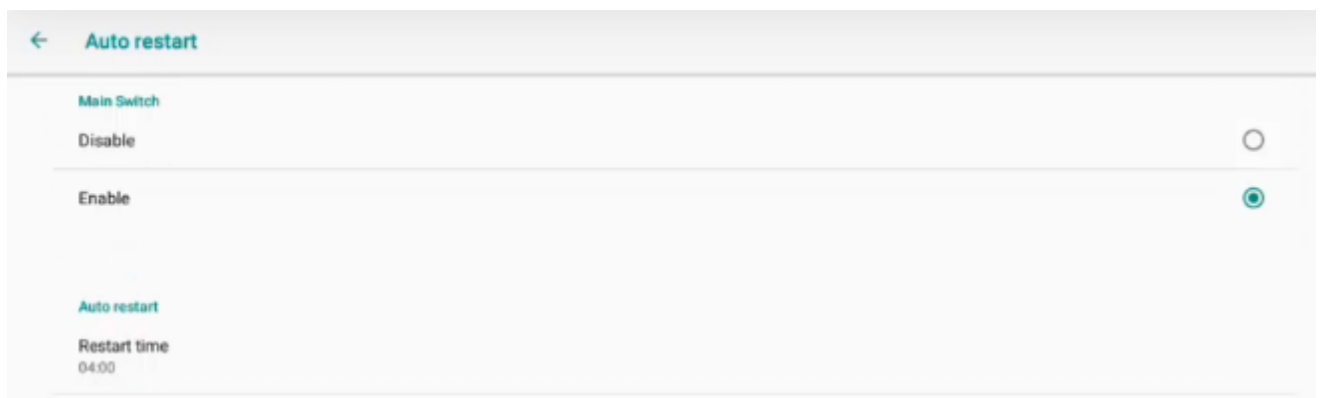 Auto restart
Main Switch
Disable
Enable
Auto restart
Restart time
04:00